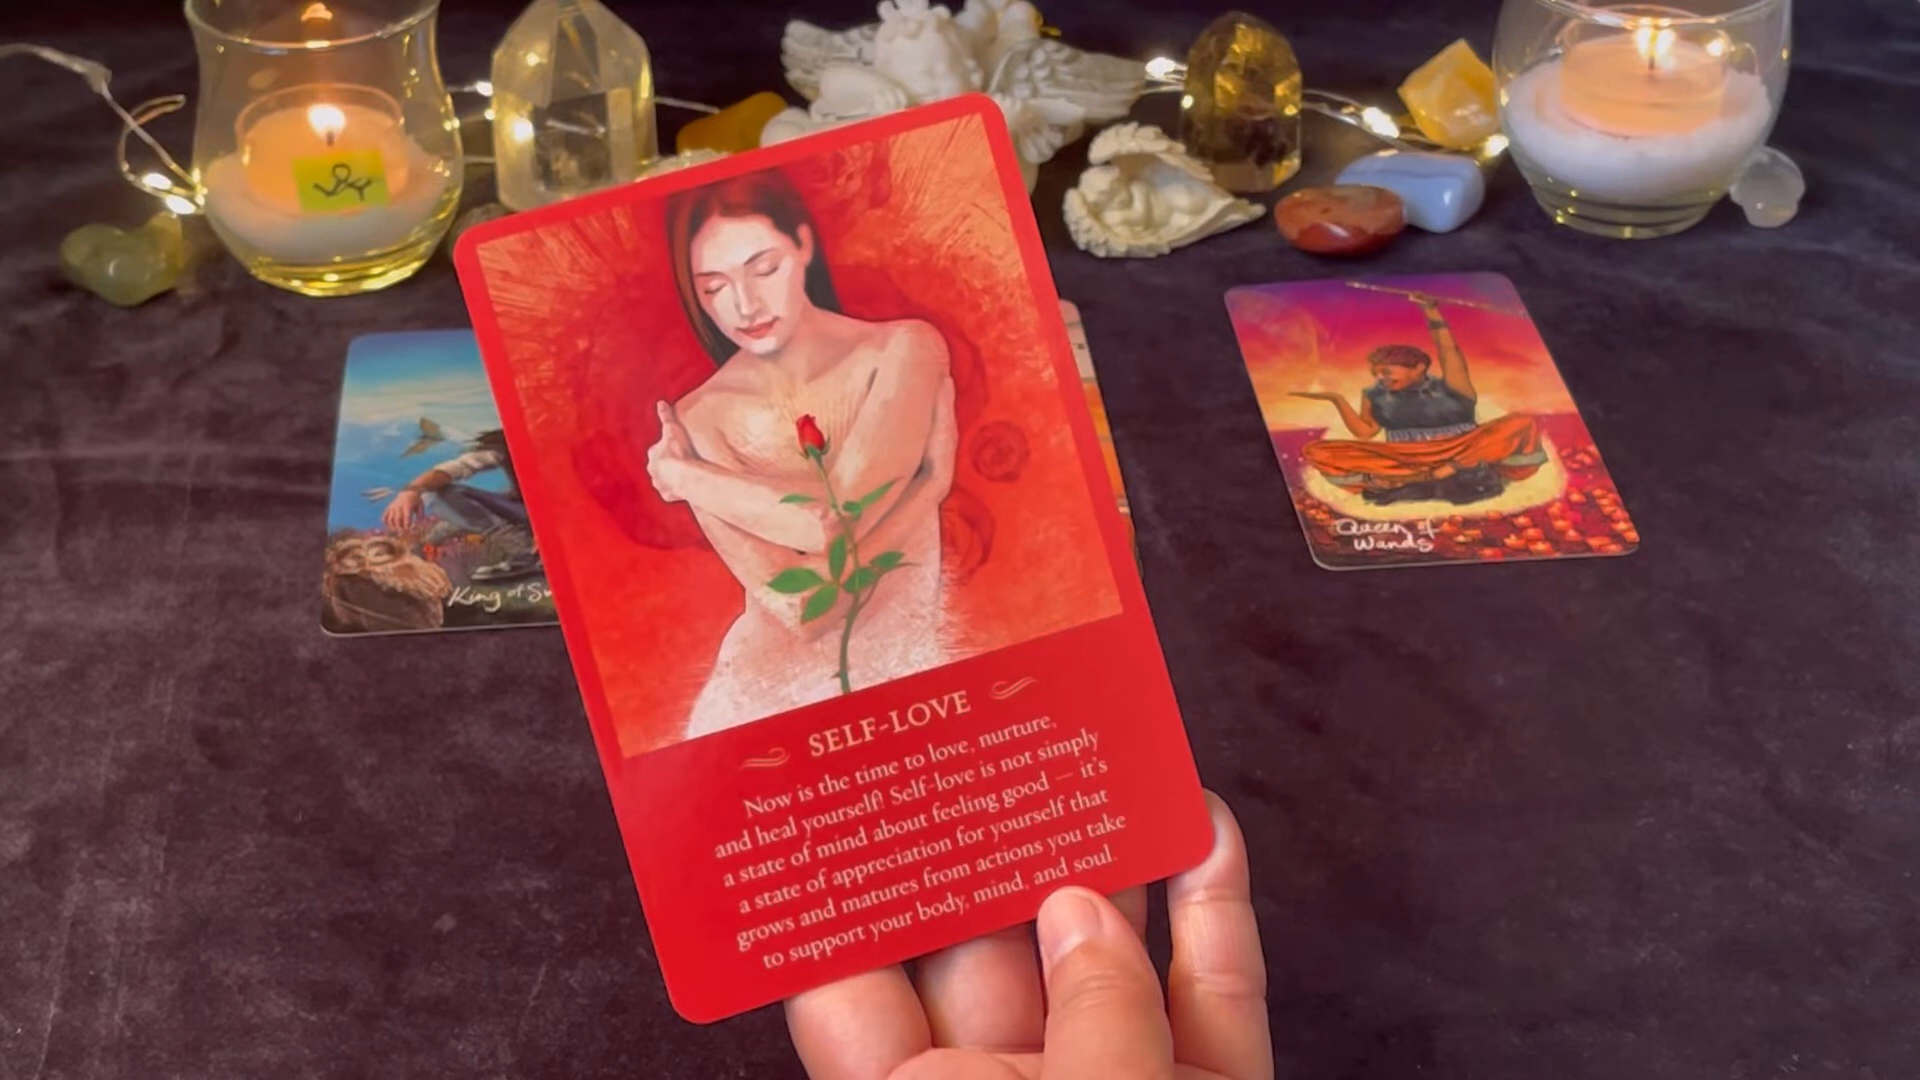 SELF-LOVE
Now is the time to love, nurture,
and heal yourself! Self-love is not simply
a state of mind about feeling good — it's
a state of appreciation for yourself that
grows and matures from actions you take
to support your body, mind, and soul.
King of
Queen of
Wands